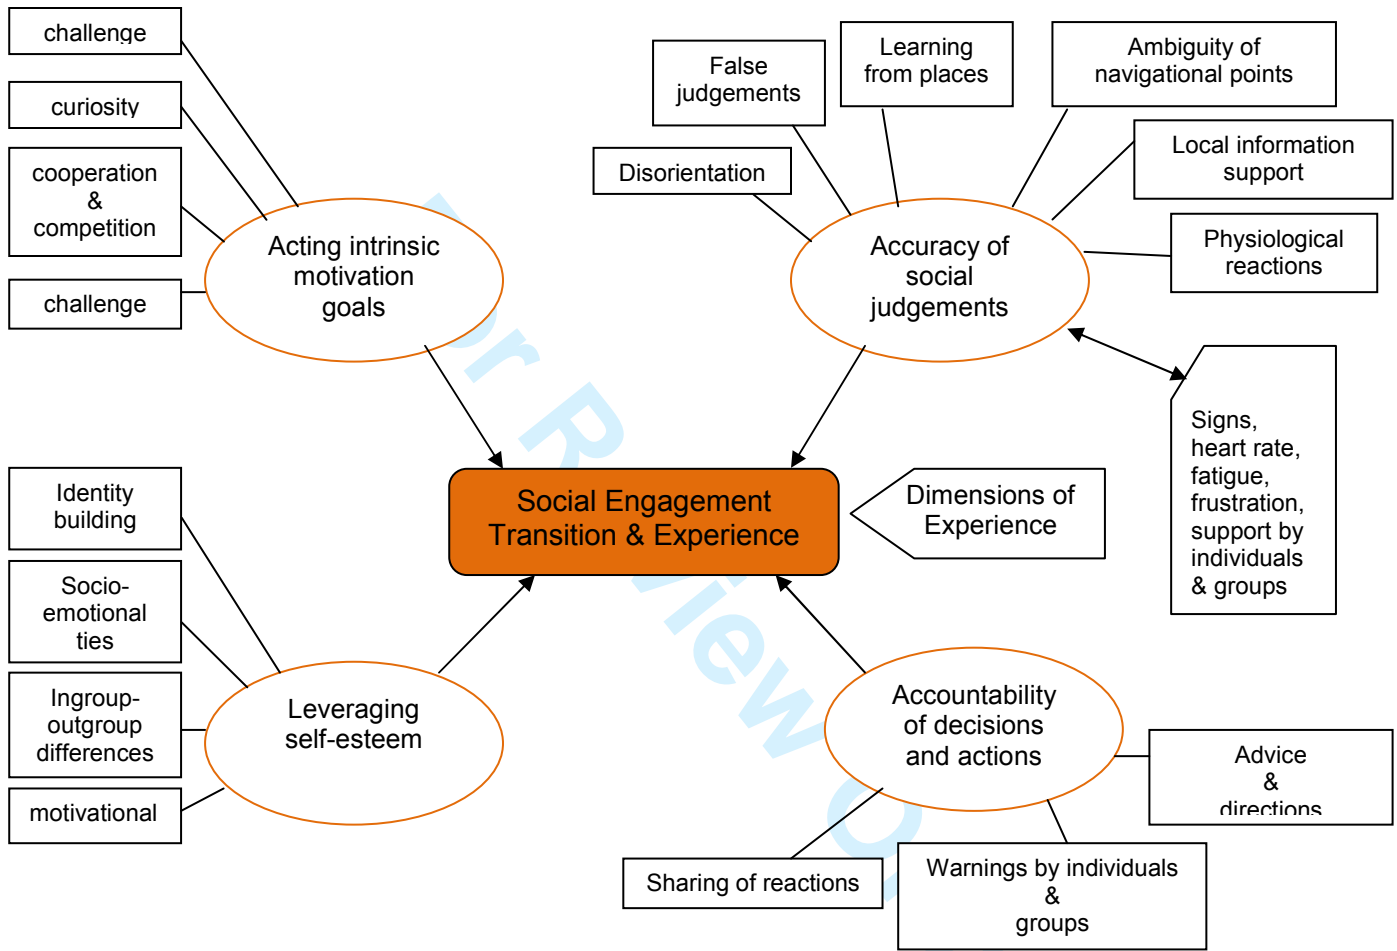 challenge
curiosity
cooperation
&
competition
challenge
Acting intrinsic
motivation
goals
False
judgements
Learning
from places
Ambiguity of
navigational points
Disorientation
Local information
support
Physiological
reactions
Accuracy of
social
judgements
Signs,
heart rate,
fatigue,
frustration,
support by
individuals
& groups
Social Engagement
Transition & Experience
Dimensions of
Experience
Identity
building
Socio-
emotional
ties
Ingroup-
outgroup
differences
motivational
Leveraging
self-esteem
Accountability
of decisions
and actions
Advice
&
directions
Sharing of reactions
Warnings by individuals
&
groups
For Review On